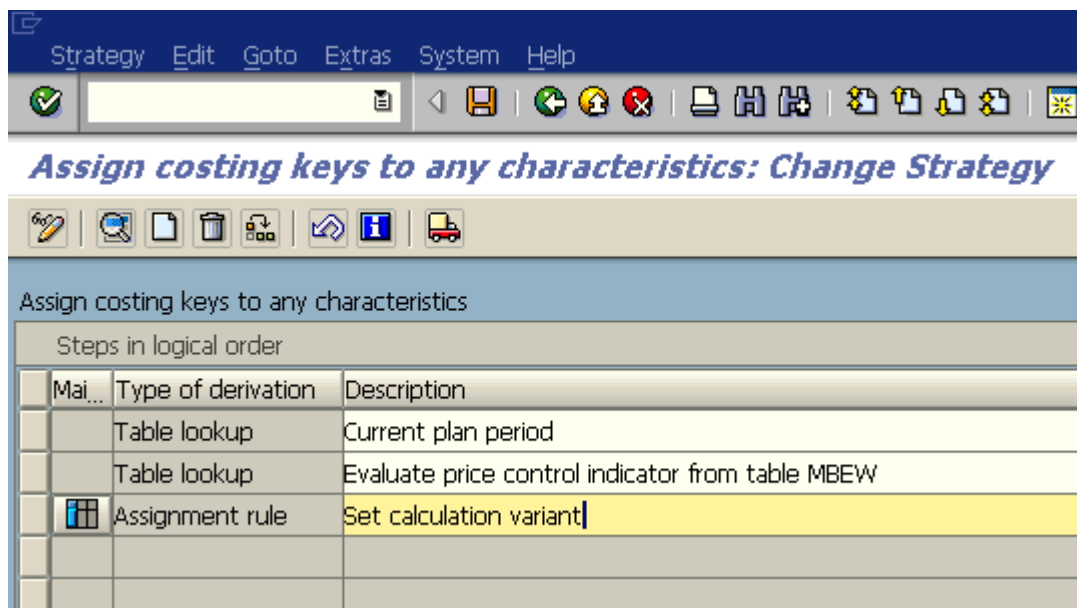 Strategy Edit Goto Extras System Help
Assign costing keys to any characteristics: Change Strategy
Assign costing keys to any characteristics
Steps in logical order
Mai... Type of derivation Description
Table lookup Current plan period
Table lookup Evaluate price control indicator from table MBEW
Assignment rule Set calculation variant